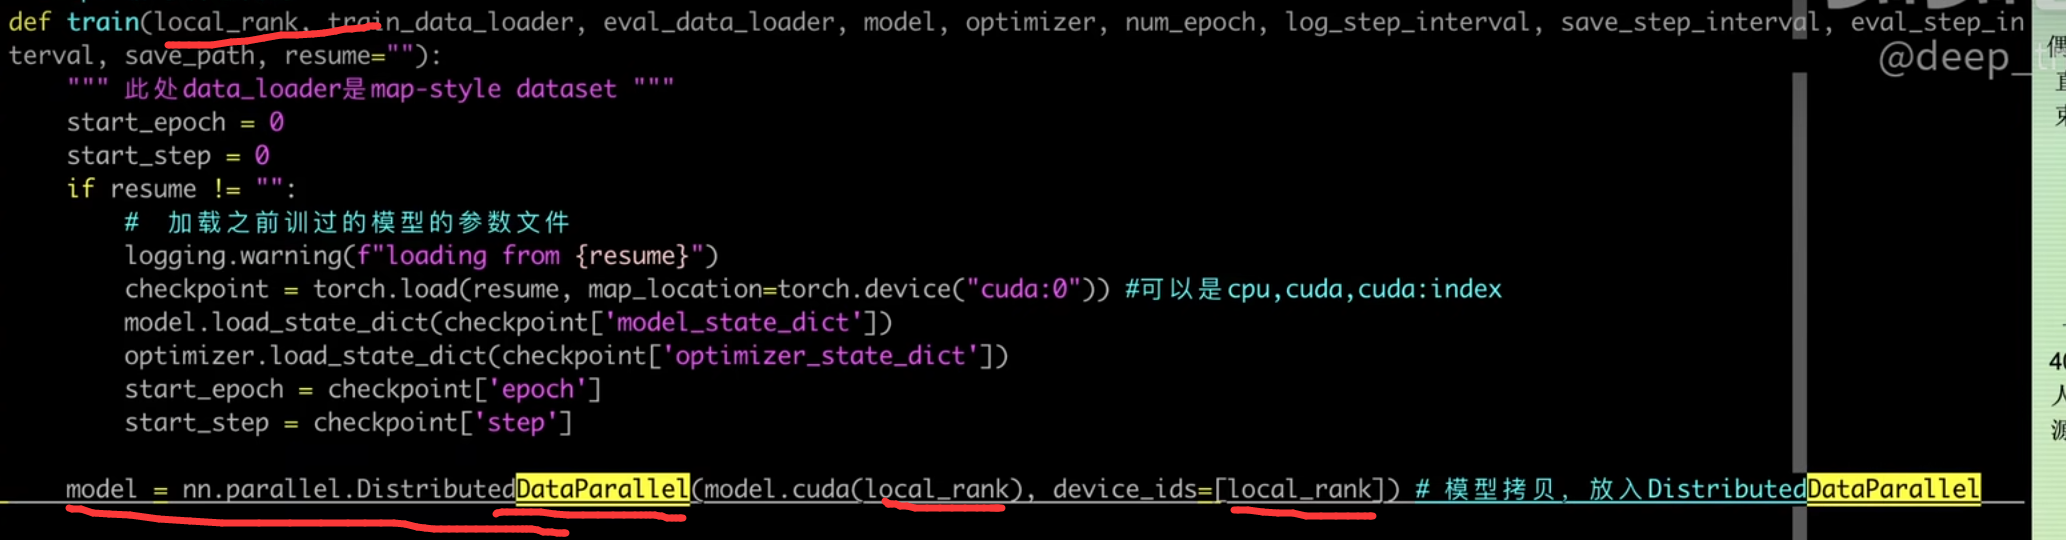 def train(local_rank, train_data_loader, eval_data_loader, model, optimizer, num_epoch, log_step_interval, save_step_interval, eval_step_in
terval, save_path, resume=""):
@deep_
""" 此处data_loader是map-style dataset """
start_epoch = 0
start_step = 0
if resume != "":
# 加载之前训过的模型的参数文件
logging.warning(f"loading from {resume}")
checkpoint = torch.load(resume, map_location=torch.device("cuda:0")) #可以是cpu,cuda,cuda:index
model.load_state_dict(checkpoint['model_state_dict'])
optimizer.load_state_dict(checkpoint['optimizer_state_dict'])
start_epoch = checkpoint['epoch']
start_step = checkpoint['step']
model = nn.parallel.DistributedDataParallel(model.cuda(local_rank), device_ids=[local_rank]) # 模型拷贝, 放入DistributedDataParallel